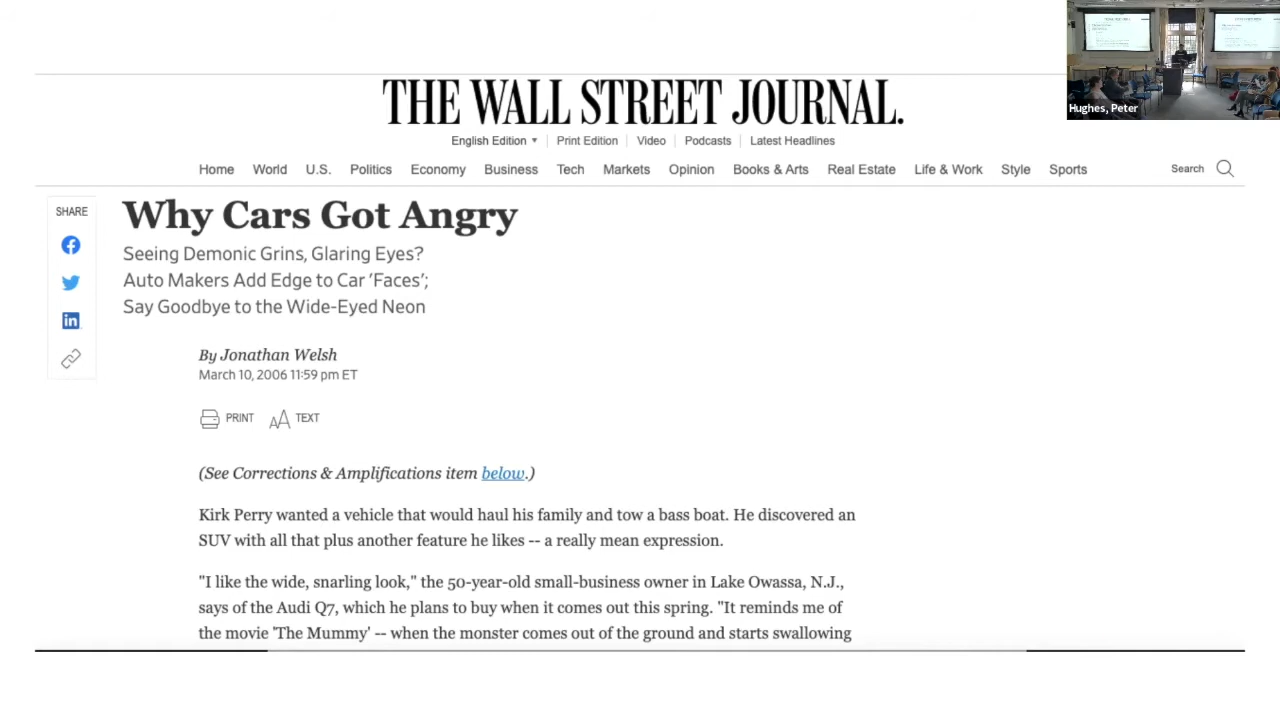 THE WALL STREET JOURNAL.
Hughes, Peter
English Edition ▾ | Print Edition | Video | Podcasts | Latest Headlines
Home World U.S. Politics Economy Business Tech Markets Opinion Books & Arts Real Estate Life & Work Style Sports Search
SHARE
Why Cars Got Angry
Seeing Demonic Grins, Glaring Eyes?
Auto Makers Add Edge to Car ‘Faces’;
Say Goodbye to the Wide-Eyed Neon
By Jonathan Welsh
March 10, 2006 11:59 pm ET
PRINT AA TEXT
(See Corrections & Amplifications item below.)
Kirk Perry wanted a vehicle that would haul his family and tow a bass boat. He discovered an
SUV with all that plus another feature he likes -- a really mean expression.
"I like the wide, snarling look," the 50-year-old small-business owner in Lake Owassa, N.J.,
says of the Audi Q7, which he plans to buy when it comes out this spring. "It reminds me of
the movie 'The Mummy' -- when the monster comes out of the ground and starts swallowing